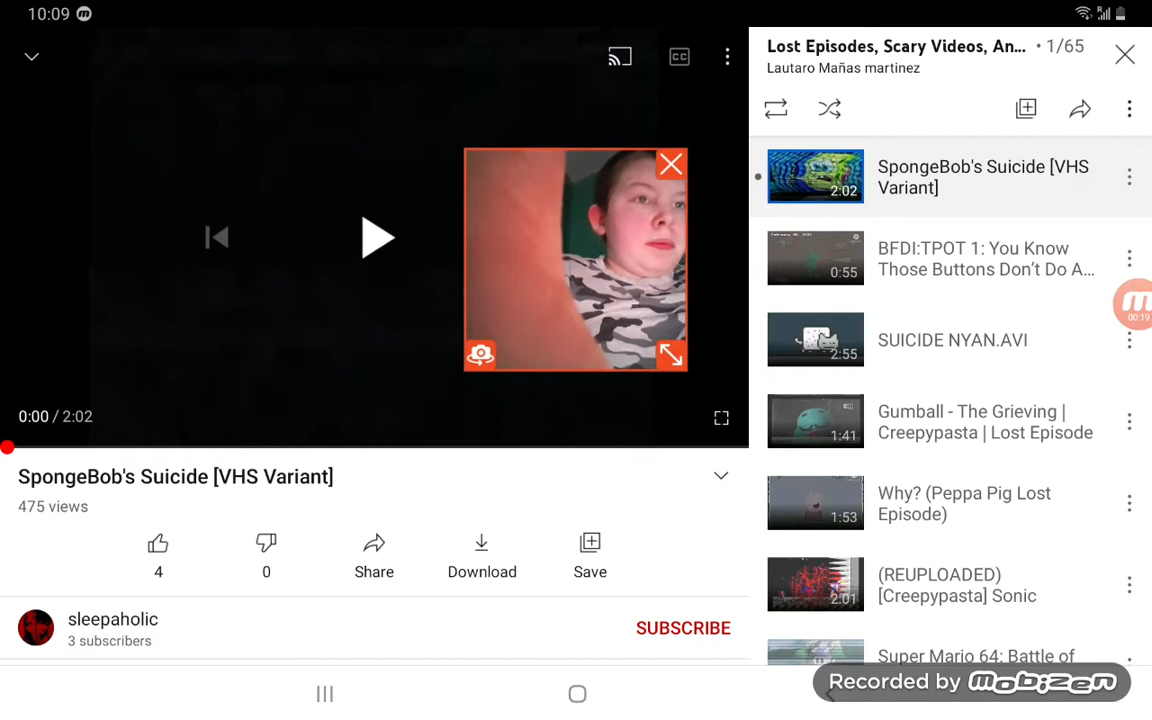 10:09
CC
Lost Episodes, Scary Videos, An... • 1/65
Lautaro Mañas martinez
2:02
SpongeBob's Suicide [VHS
Variant]
0:55
BFDI:TPOT 1: You Know
Those Buttons Don't Do A...
00:19
2:55
SUICIDE NYAN.AVI
1:41
Gumball - The Grieving |
Creepypasta | Lost Episode
1:53
Why? (Peppa Pig Lost
Episode)
2:01
(REUPLOADED)
[Creepypasta] Sonic
Super Mario 64: Battle of
0:00 / 2:02
SpongeBob's Suicide [VHS Variant]
475 views
4
0
Share
Download
Save
sleepaholic
3 subscribers
SUBSCRIBE
Recorded by mobizen